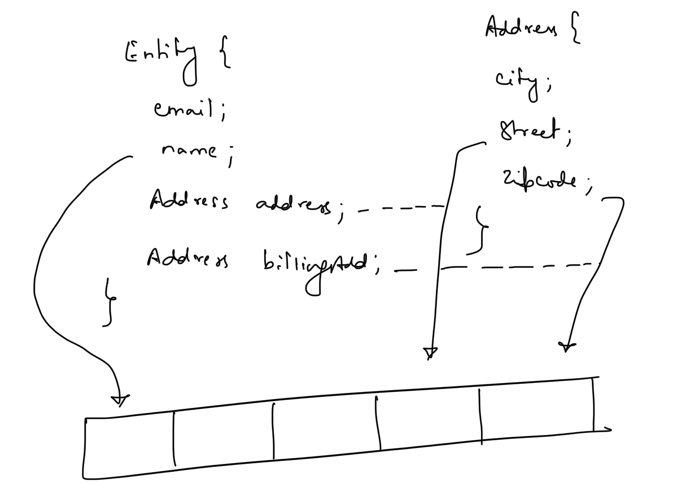 Entity {
email;
name;
Address address;
Address billingAdd;
}
Address {
city;
street;
zipcode;
}